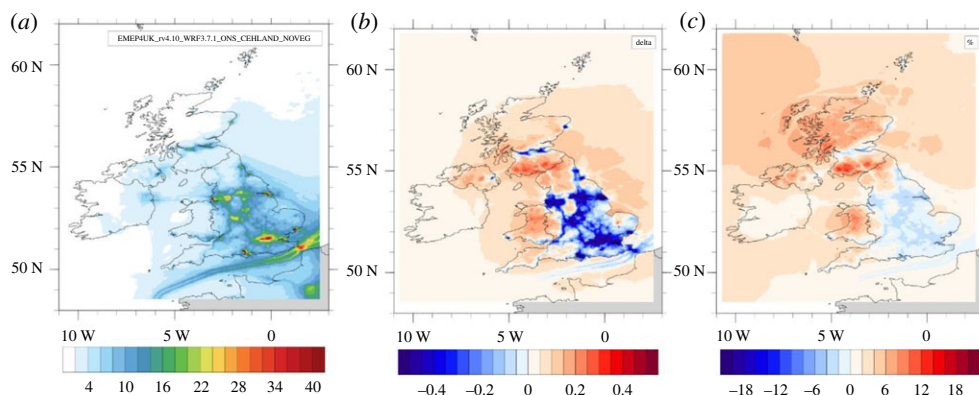 (a)
EMEP4UK_rv4.10_WRF3.7.1_ONS_CEHLAND_NOVEG
60 N
55 N
50 N
10 W 5 W 0
4 10 16 22 28 34 40
(b)
delta
60 N
55 N
50 N
10 W 5 W 0
–0.4 –0.2 0 0.2 0.4
(c)
%
60 N
55 N
50 N
10 W 5 W 0
–18 –12 –6 0 6 12 18